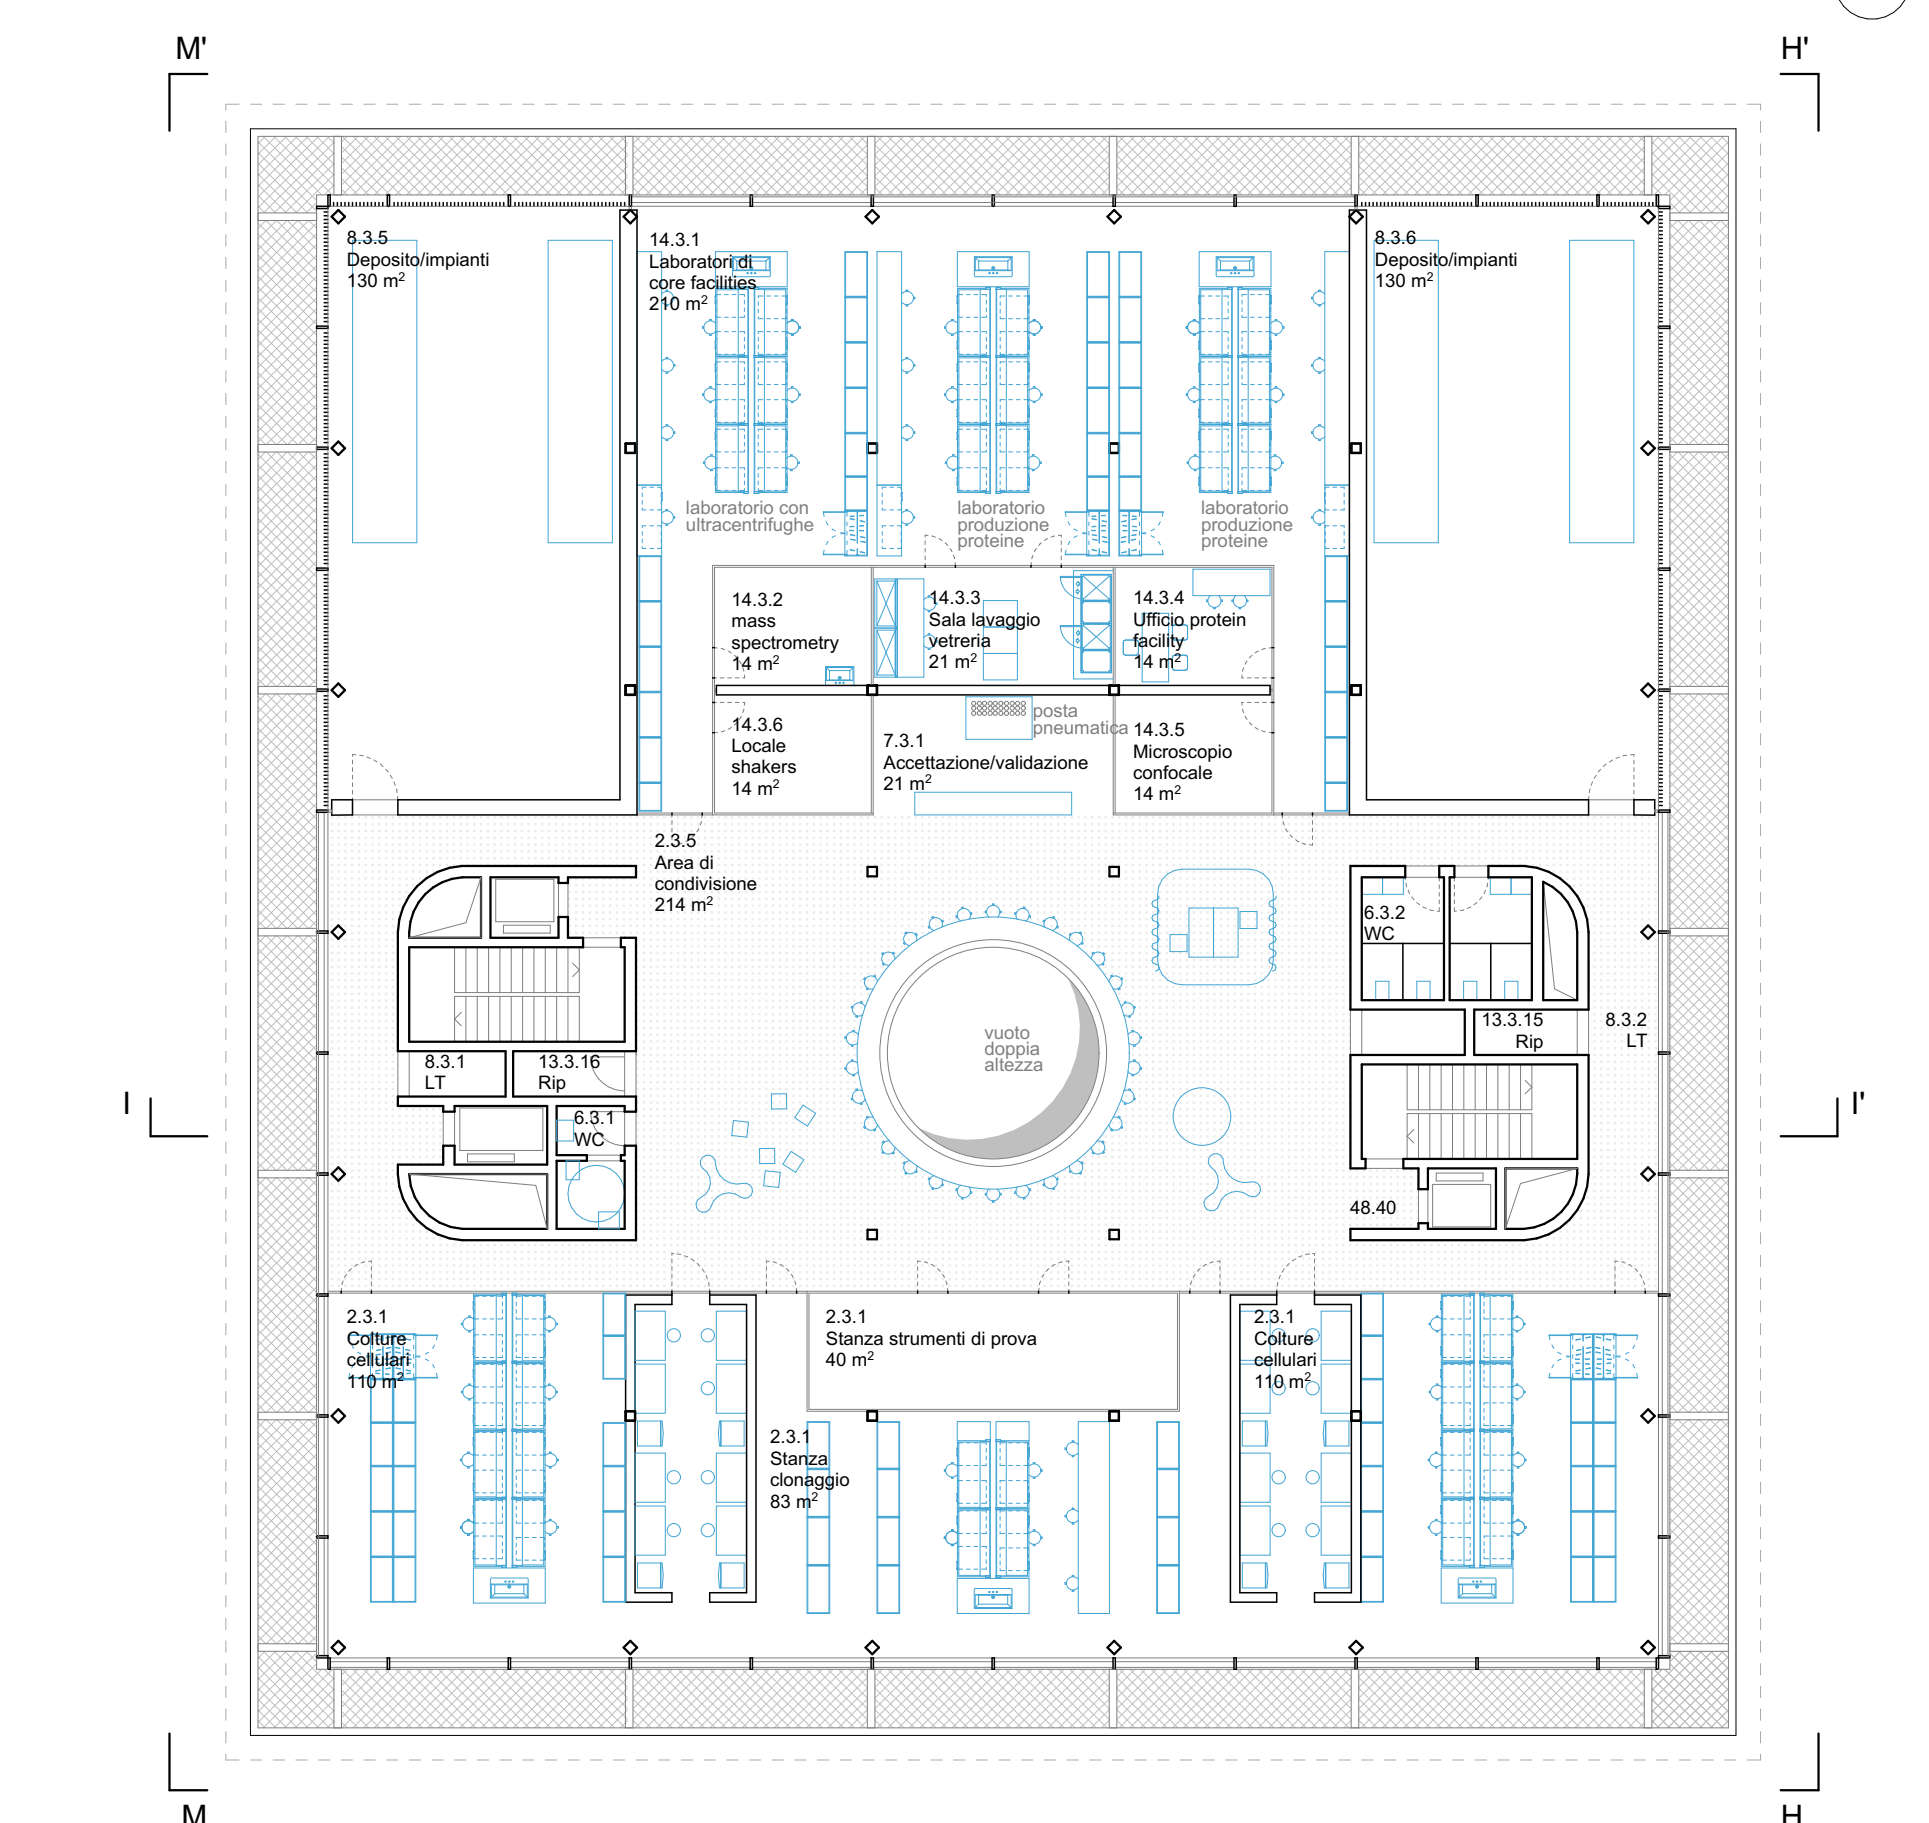 M'
H'
8.3.5
Deposito/impianti
130 m²
14.3.1
Laboratori di
core facilities
210 m²
8.3.6
Deposito/impianti
130 m²
laboratorio con
ultracentrifughe
laboratorio
produzione
proteine
laboratorio
produzione
proteine
14.3.2
mass
spectrometry
14 m²
14.3.3
Sala lavaggio
vetreria
21 m²
14.3.4
Ufficio protein
facility
14 m²
14.3.6
Locale
shakers
14 m²
7.3.1
Accettazione/validazione
21 m²
posta
pneumatica
14.3.5
Microscopio
confocale
14 m²
2.3.5
Area di
condivisione
214 m²
6.3.2
WC
vuoto
doppia
altezza
13.3.15
Rip
8.3.2
LT
8.3.1
LT
13.3.16
Rip
6.3.1
WC
I
I'
48.40
2.3.1
Colture
cellulari
110 m²
2.3.1
Stanza strumenti di prova
40 m²
2.3.1
Colture
cellulari
110 m²
2.3.1
Stanza
clonaggio
83 m²
M
H